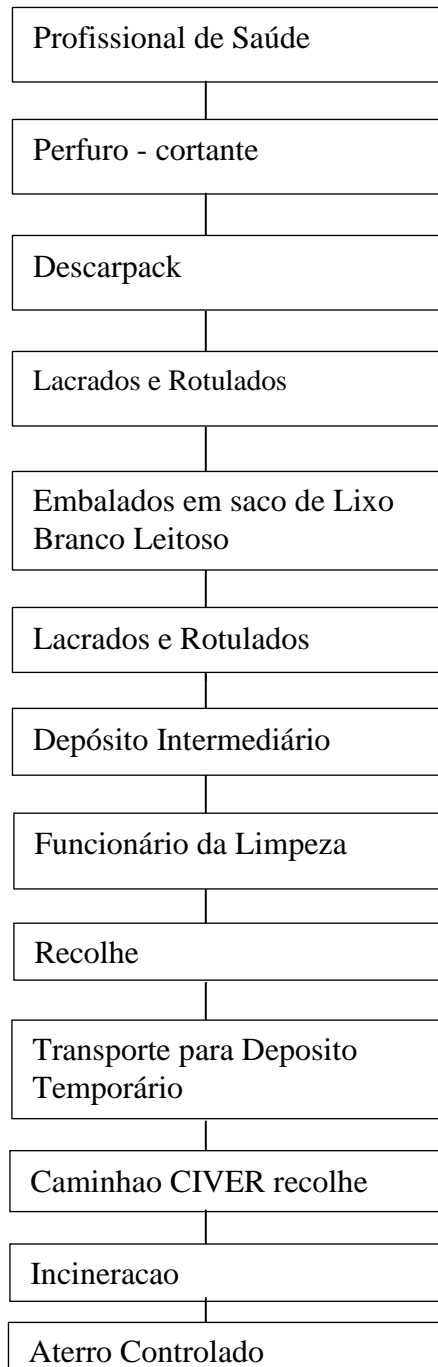 Profissional de Saúde
Perfuro - cortante
Descarpack
Lacrados e Rotulados
Embalados em saco de Lixo
Branco Leitoso
Lacrados e Rotulados
Depósito Intermediário
Funcionário da Limpeza
Recolhe
Transporte para Deposito
Temporário
Caminhao CIVER recolhe
Incineracao
Aterro Controlado